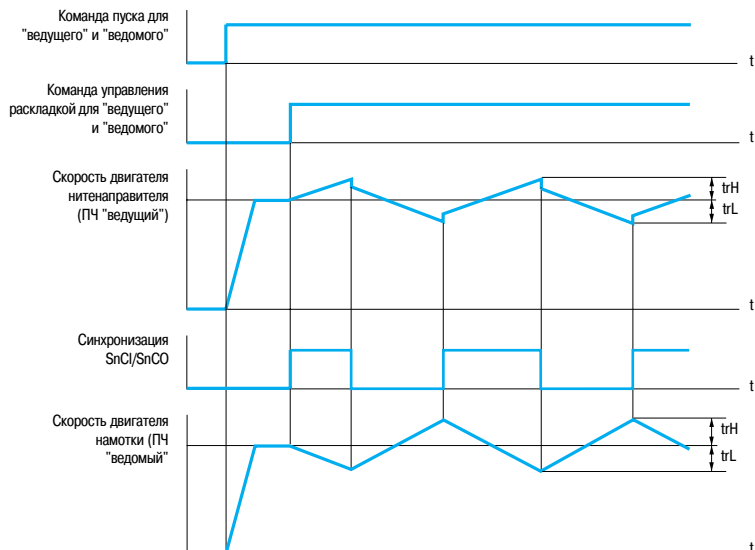 Команда пуска для
"ведущего" и "ведомого"
t
Команда управления
раскладкой для "ведущего"
и "ведомого"
t
Скорость двигателя
нитенаправителя
(ПЧ "ведущий")
trH
trL
t
Синхронизация
SnCI/SnCO
t
Скорость двигателя
намотки (ПЧ
"ведомый"
trH
trL
t